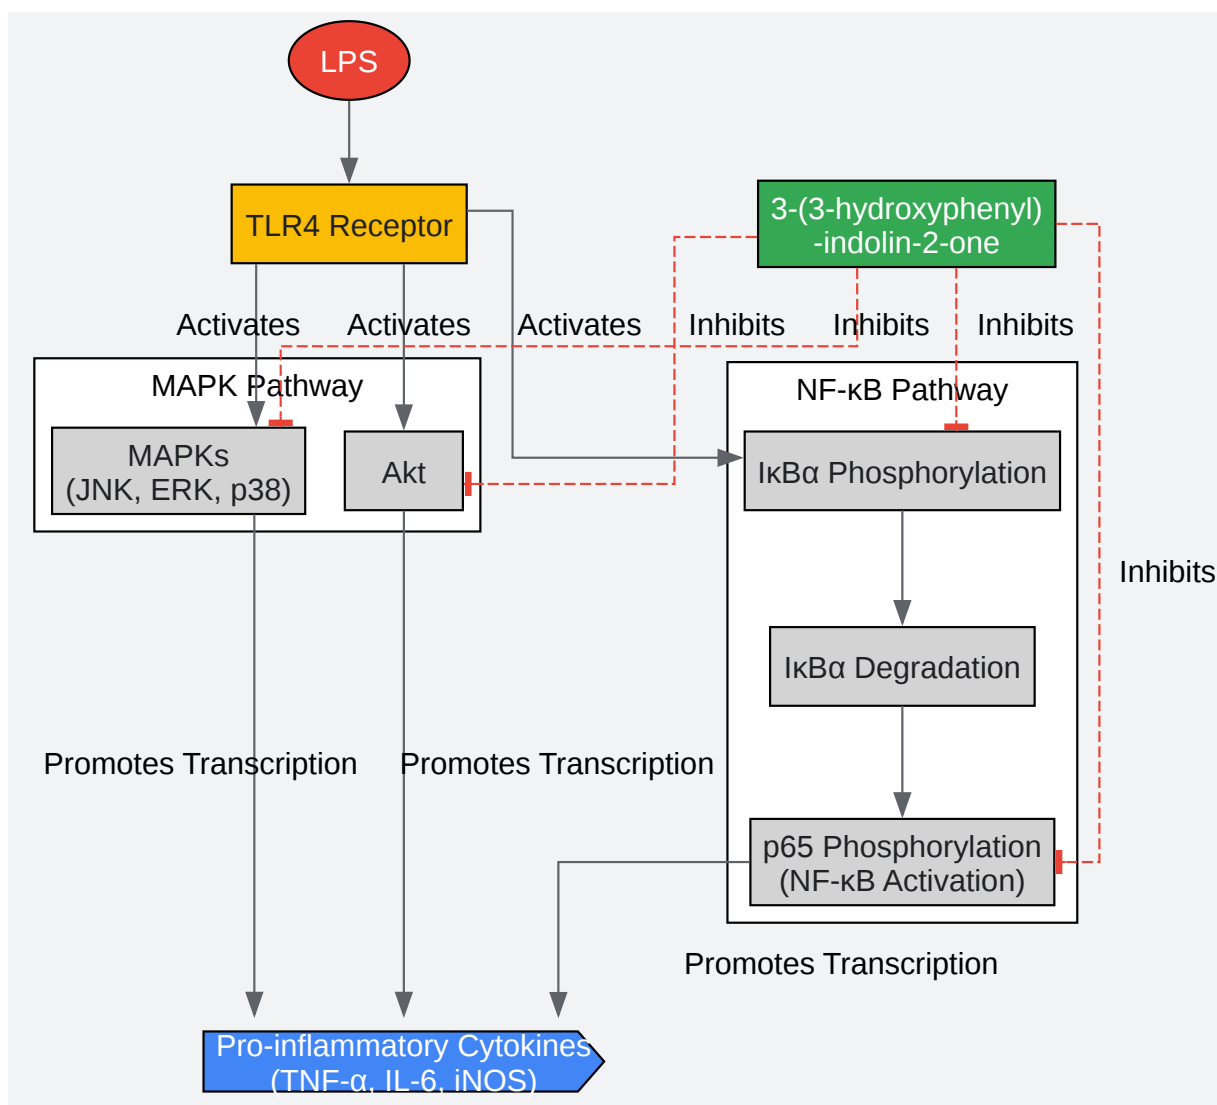 LPS
TLR4 Receptor
3-(3-hydroxyphenyl)
-indolin-2-one
Activates
Activates
Activates
Inhibits
Inhibits
Inhibits
MAPK Pathway
NF-κB Pathway
MAPKs
(JNK, ERK, p38)
Akt
IκBα Phosphorylation
Inhibits
IκBα Degradation
Promotes Transcription
Promotes Transcription
p65 Phosphorylation
(NF-κB Activation)
Promotes Transcription
Pro-inflammatory Cytokines
(TNF-α, IL-6, iNOS)